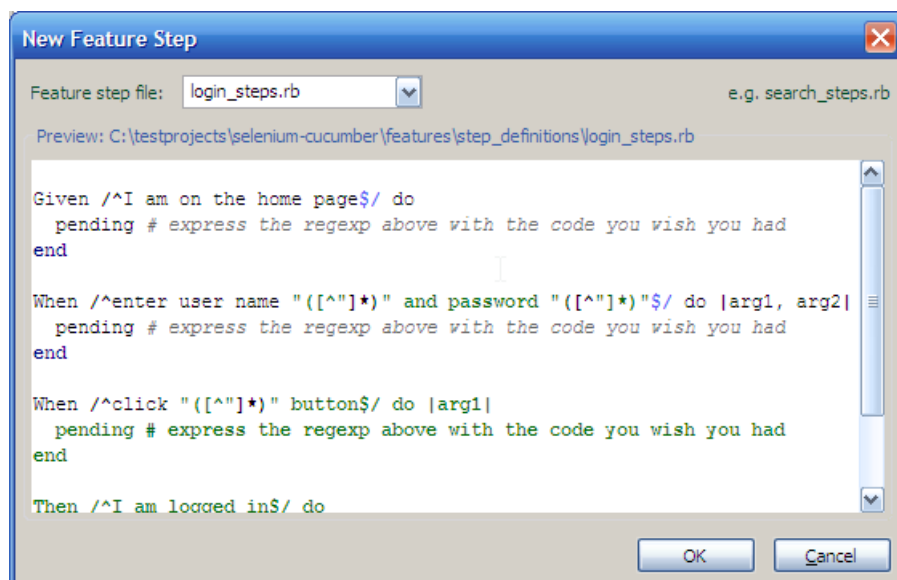 New Feature Step
Feature step file: login_steps.rb e.g. search_steps.rb
Preview: C:\testprojects\selenium-cucumber\features\step_definitions\login_steps.rb
Given /^I am on the home page$/ do
  pending # express the regexp above with the code you wish you had
end
When /^enter user name "([^"]*)" and password "([^"]*)"$/ do |arg1, arg2|
  pending # express the regexp above with the code you wish you had
end
When /^click "([^"]*)" button$/ do |arg1|
  pending # express the regexp above with the code you wish you had
end
Then /^I am logged in$/ do
OK Cancel